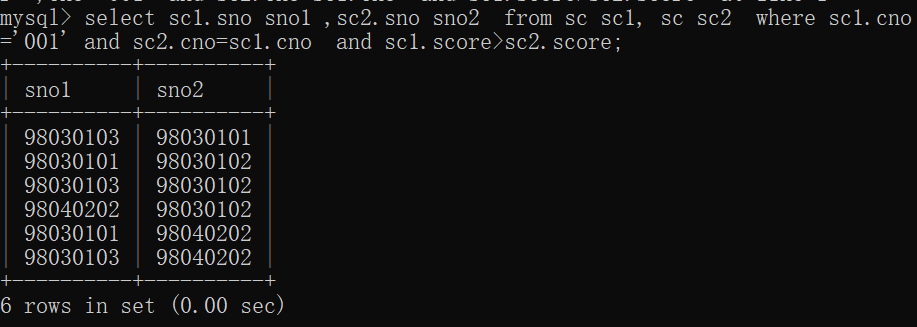 mysql> select sc1.sno sno1 ,sc2.sno sno2  from sc sc1, sc sc2  where sc1.cno
='001' and sc2.cno=sc1.cno  and sc1.score>sc2.score;
+----------+----------+
| sno1     | sno2     |
+----------+----------+
| 98030103 | 98030101 |
| 98030101 | 98030102 |
| 98030103 | 98030102 |
| 98040202 | 98030102 |
| 98030101 | 98040202 |
| 98030103 | 98040202 |
+----------+----------+
6 rows in set (0.00 sec)